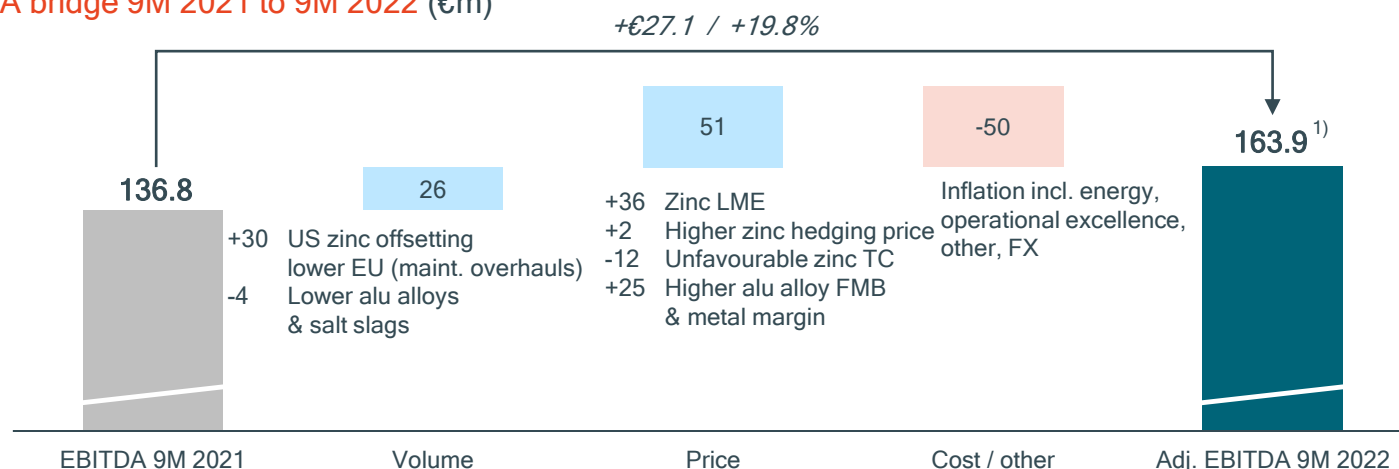 A bridge 9M 2021 to 9M 2022 (€m)
+€27.1 / +19.8%
136.8
26
+30 US zinc offsetting
lower EU (maint. overhauls)
-4 Lower alu alloys
& salt slags
51
+36 Zinc LME
+2 Higher zinc hedging price
-12 Unfavourable zinc TC
+25 Higher alu alloy FMB
& metal margin
-50
Inflation incl. energy,
operational excellence,
other, FX
163.9 1)
EBITDA 9M 2021
Volume
Price
Cost / other
Adj. EBITDA 9M 2022